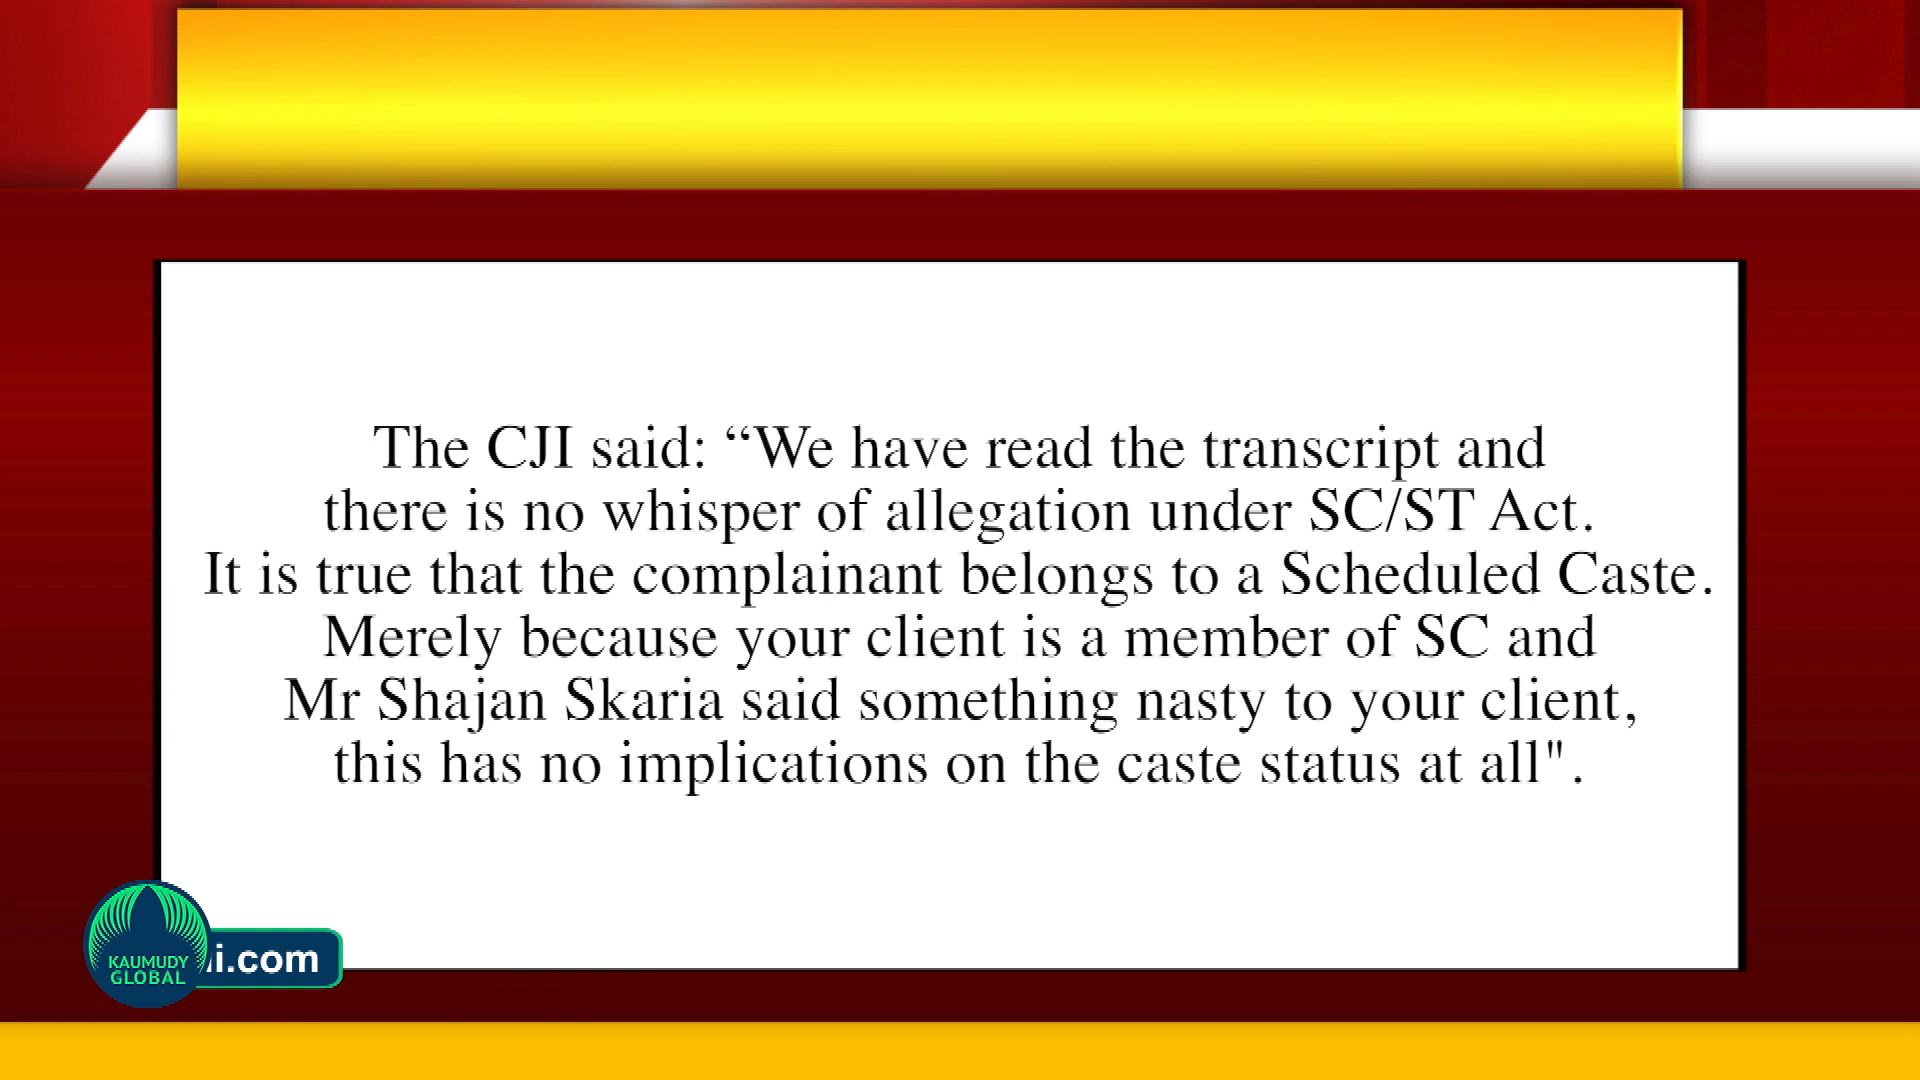 The CJI said: “We have read the transcript and
there is no whisper of allegation under SC/ST Act.
It is true that the complainant belongs to a Scheduled Caste.
Merely because your client is a member of SC and
Mr Shajan Skaria said something nasty to your client,
this has no implications on the caste status at all".
KAUMUDY
GLOBAL
i.com